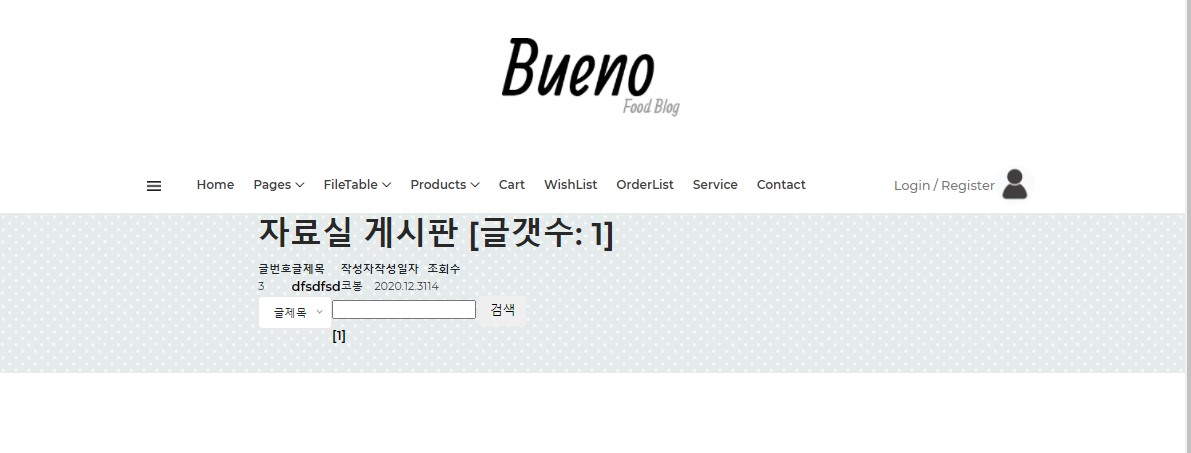 Bueno
Food Blog
Home Pages FileTable Products Cart WishList OrderList Service Contact Login / Register
자료실 게시판 [글갯수: 1]
글번호글제목 작성자작성일자 조회수
3 dfsdfsd코봉 2020.12.3114
글제목 검색
[1]